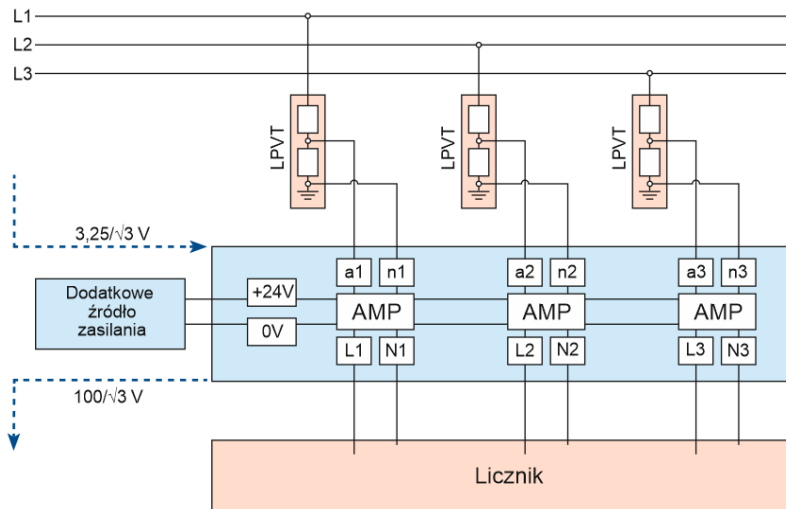 L1
L2
L3
LPVT
LPVT
LPVT
3,25/√3 V
a1
n1
a2
n2
a3
n3
Dodatkowe
źródło
zasilania
+24V
0V
AMP
AMP
AMP
L1
N1
L2
N2
L3
N3
100/√3 V
Licznik